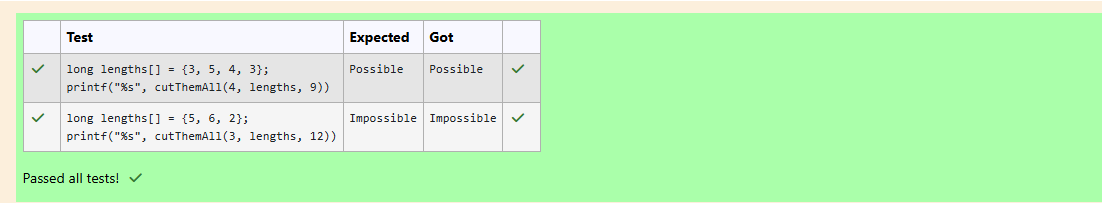 Test Expected Got
long lengths[] = {3, 5, 4, 3}; Possible Possible
printf("%s", cutThemAll(4, lengths, 9))
long lengths[] = {5, 6, 2}; Impossible Impossible
printf("%s", cutThemAll(3, lengths, 12))
Passed all tests!